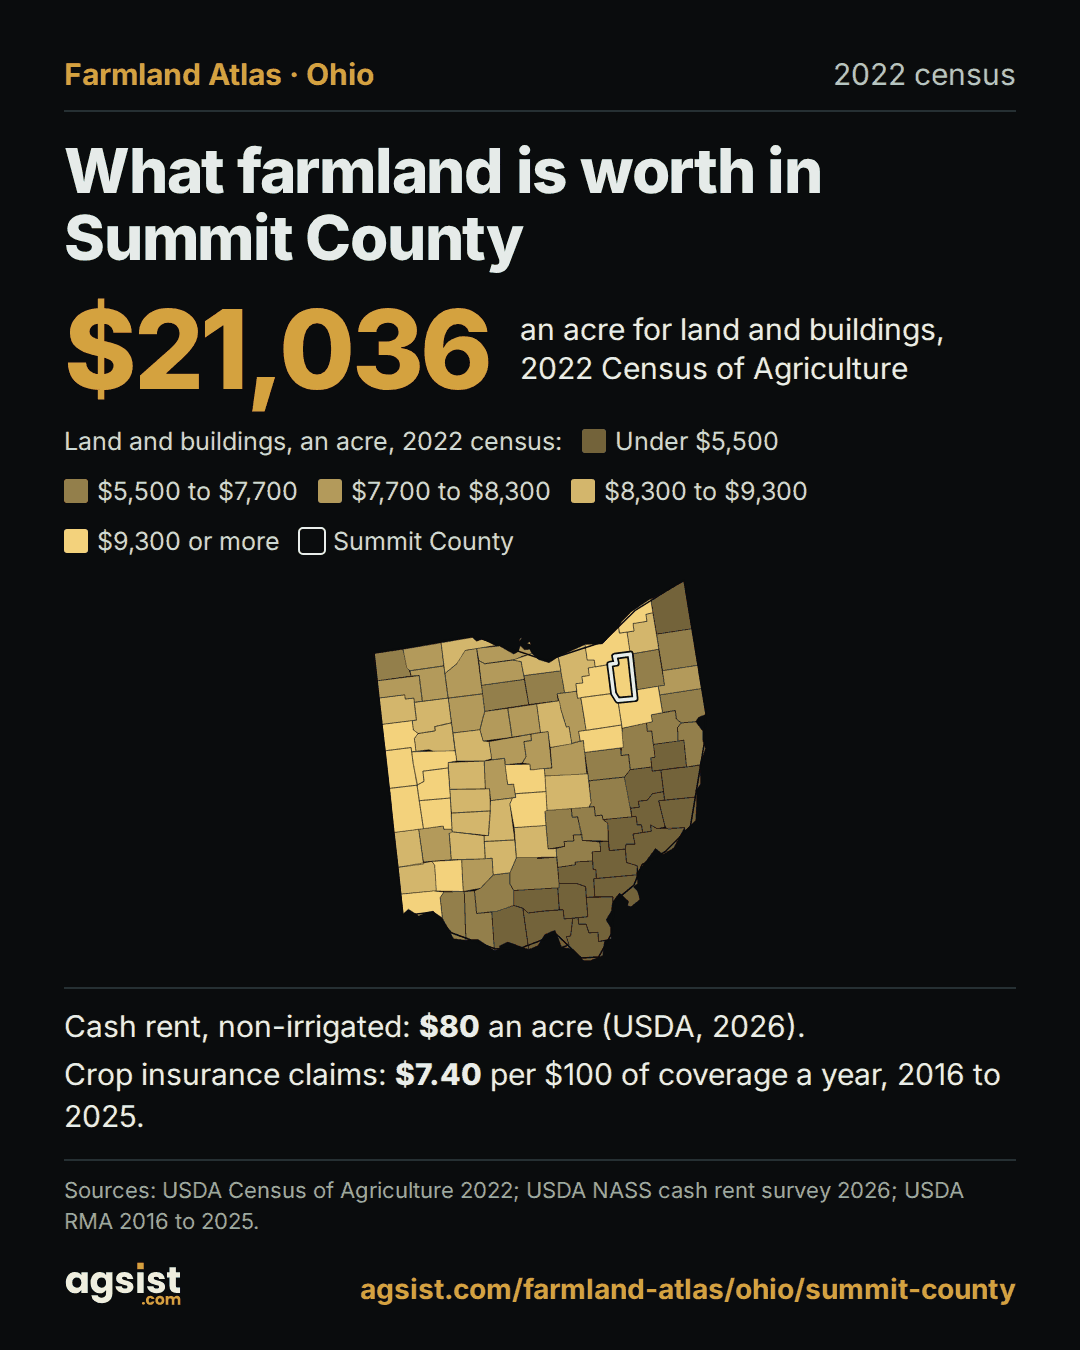 Farmland Atlas · Ohio
2022 census
What farmland is worth in
Summit County
$21,036
an acre for land and buildings,
2022 Census of Agriculture
Land and buildings, an acre, 2022 census: Under $5,500
$5,500 to $7,700 $7,700 to $8,300 $8,300 to $9,300
$9,300 or more Summit County
Cash rent, non-irrigated: $80 an acre (USDA, 2026).
Crop insurance claims: $7.40 per $100 of coverage a year, 2016 to
2025.
Sources: USDA Census of Agriculture 2022; USDA NASS cash rent survey 2026; USDA
RMA 2016 to 2025.
agsist
.com
agsist.com/farmland-atlas/ohio/summit-county